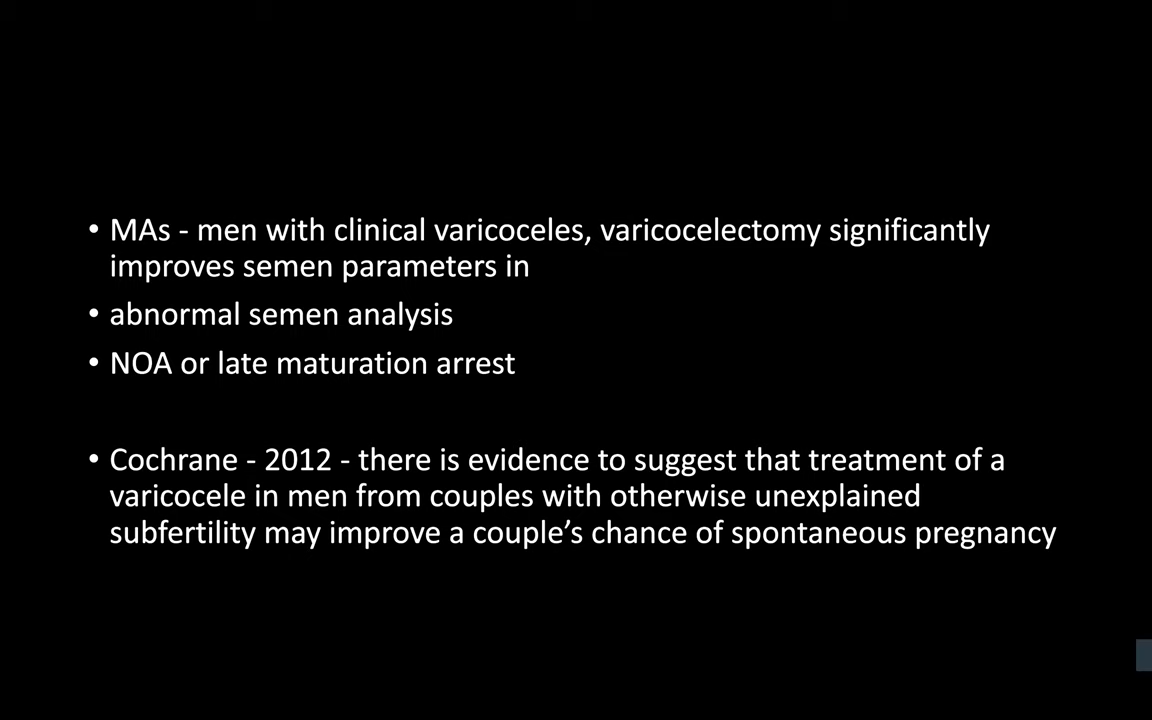 • MAs - men with clinical varicoceles, varicocelectomy significantly
improves semen parameters in
• abnormal semen analysis
• NOA or late maturation arrest
• Cochrane - 2012 - there is evidence to suggest that treatment of a
varicocele in men from couples with otherwise unexplained
subfertility may improve a couple’s chance of spontaneous pregnancy